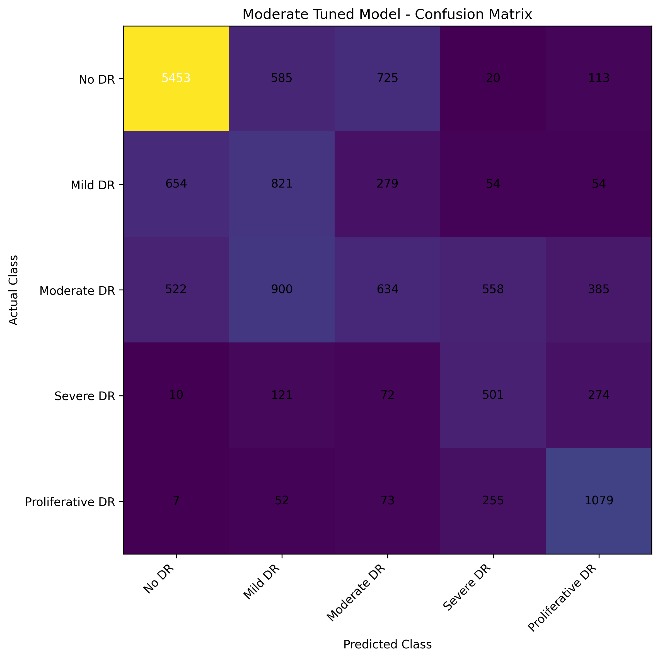 Moderate Tuned Model - Confusion Matrix
No DR 5453 585 725 20 113
Mild DR 654 821 279 54 54
Moderate DR 522 900 634 558 385
Severe DR 10 121 72 501 274
Proliferative DR 7 52 73 255 1079
Actual Class
No DR Mild DR Moderate DR Severe DR Proliferative DR
Predicted Class